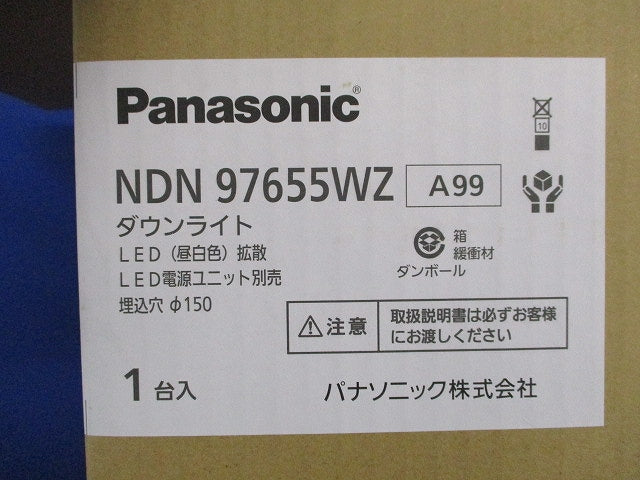 Panasonic®
NDN 97655WZ A99
ダウンライト
LED（昼白色）拡散
LED電源ユニット別売
埋込穴 φ150
10
箱
緩衝材
ダンボール
注意
取扱説明書は必ずお客様
にお渡しください
1台入
パナソニック株式会社